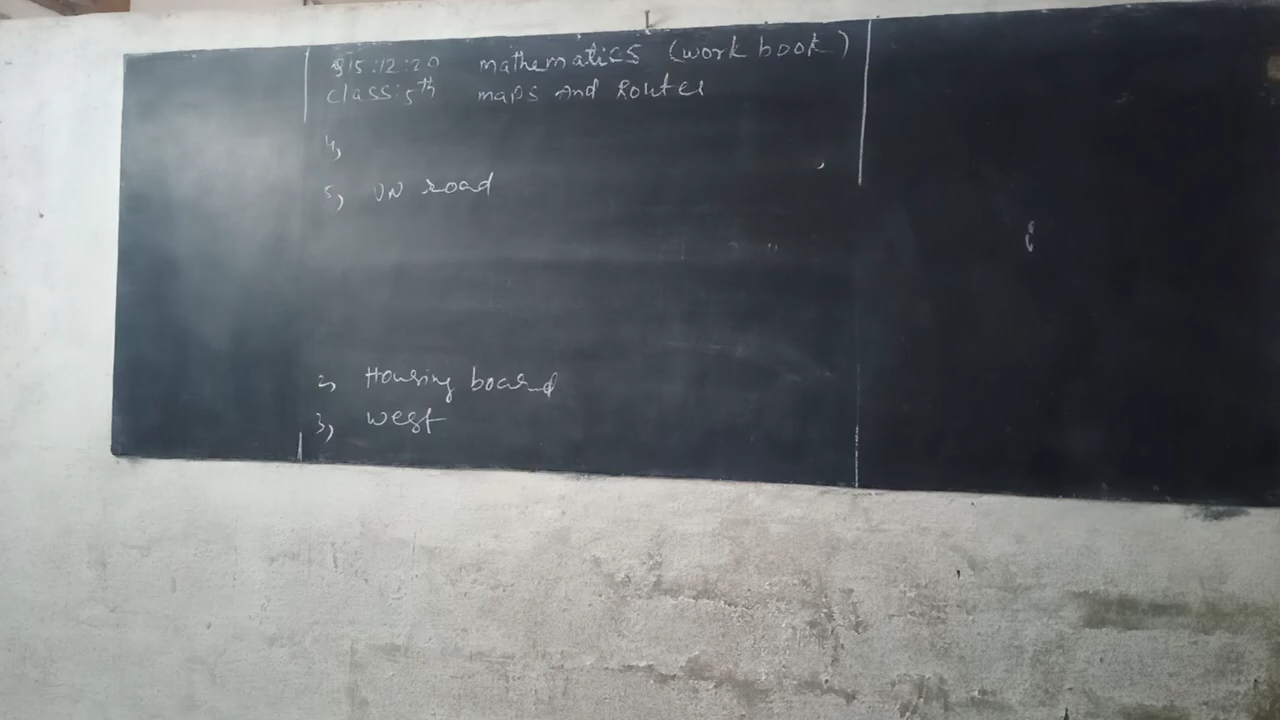 15:12:20 mathematics (work book)
class: 5th maps and Routes
4,
5, ON road
2, Housing board
3, west